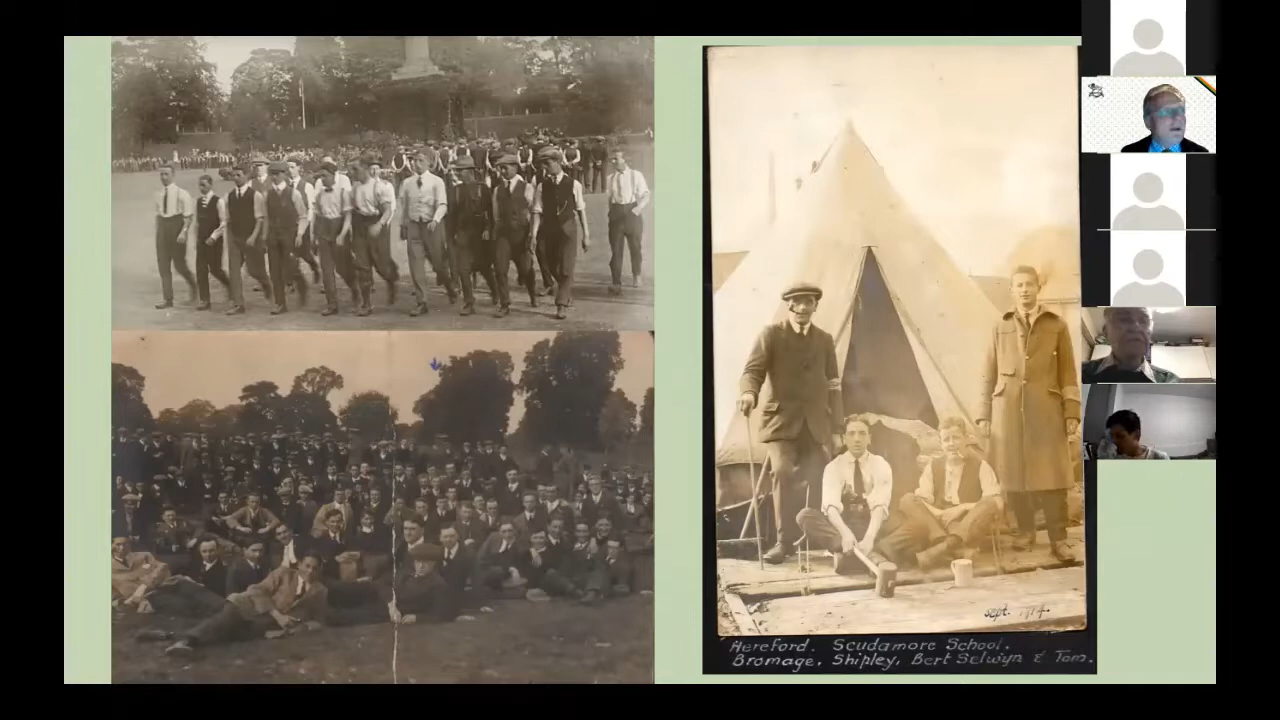 Sept. 1914.
Hereford. Scudamore School.
Bromage, Shipley, Bert Selwyn & Tom.